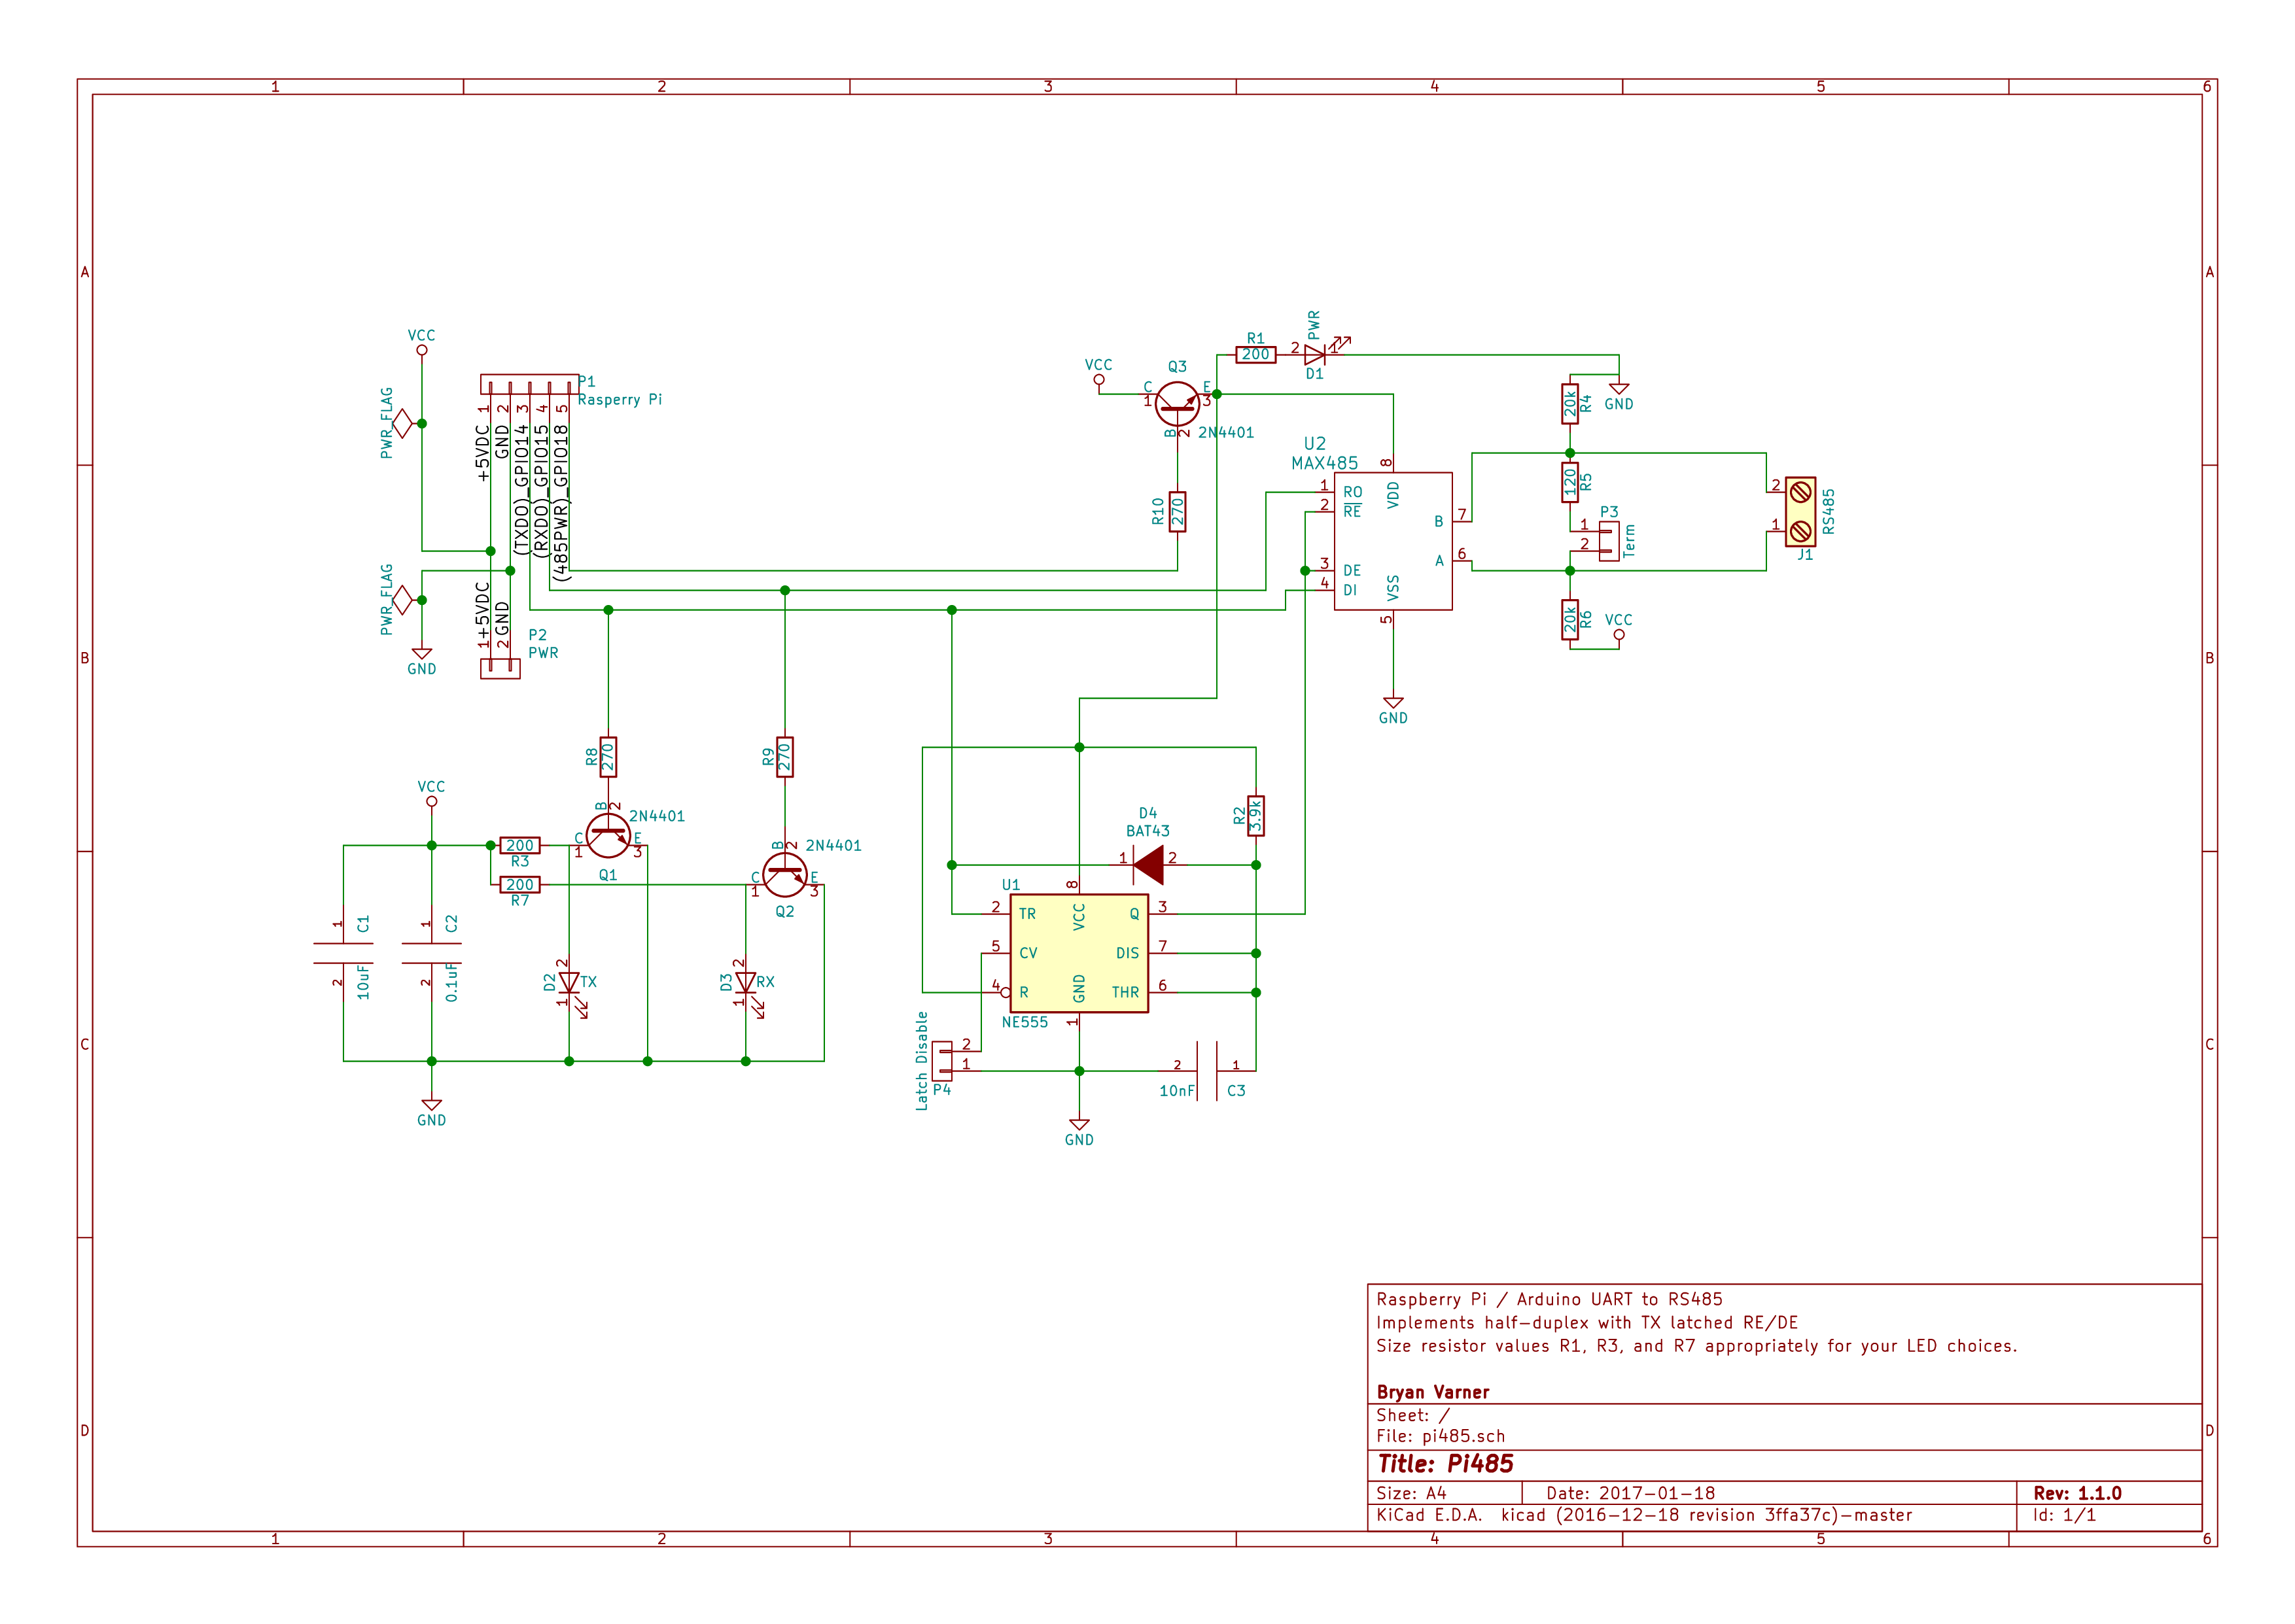 1 2 3 4 5 6
A
B
C
D
A
B
C
D
VCC
PWR_FLAG
PWR_FLAG
GND
P1
Rasperry Pi
1 2 3 4 5
+5VDC
GND
(TXDO)_GPIO14
(RXDO)_GPIO15
(485PWR)_GPIO18
+5VDC
GND
1 2
P2
PWR
VCC
Q3
C
1
E
3
B
2
2N4401
R10
270
R1
200
2
1
PWR
D1
GND
U2
MAX485
1 RO
2 RE
3 DE
4 DI
8
VDD
VSS
5
B 7
A 6
GND
R4
20k
R5
120
P3
1
2
Term
R6
20k
VCC
2
1
RS485
J1
R8
270
R9
270
VCC
200
R3
200
R7
B
2
2N4401
C
1
E
3
Q1
B
2
2N4401
C
1
E
3
Q2
1
C1
2
10uF
1
C2
2
0.1uF
D2
2
1
TX
D3
2
1
RX
GND
R2
3.9k
D4
BAT43
1
2
U1
8
VCC
2 TR
5 CV
4 R
Q 3
DIS 7
THR 6
GND
1
NE555
Latch Disable
2
1
P4
2
1
10nF
C3
GND
Raspberry Pi / Arduino UART to RS485
Implements half-duplex with TX latched RE/DE
Size resistor values R1, R3, and R7 appropriately for your LED choices.
Bryan Varner
Sheet: /
File: pi485.sch
Title: Pi485
Size: A4
Date: 2017-01-18
Rev: 1.1.0
KiCad E.D.A.  kicad (2016-12-18 revision 3ffa37c)-master
Id: 1/1
1 2 3 4 5 6